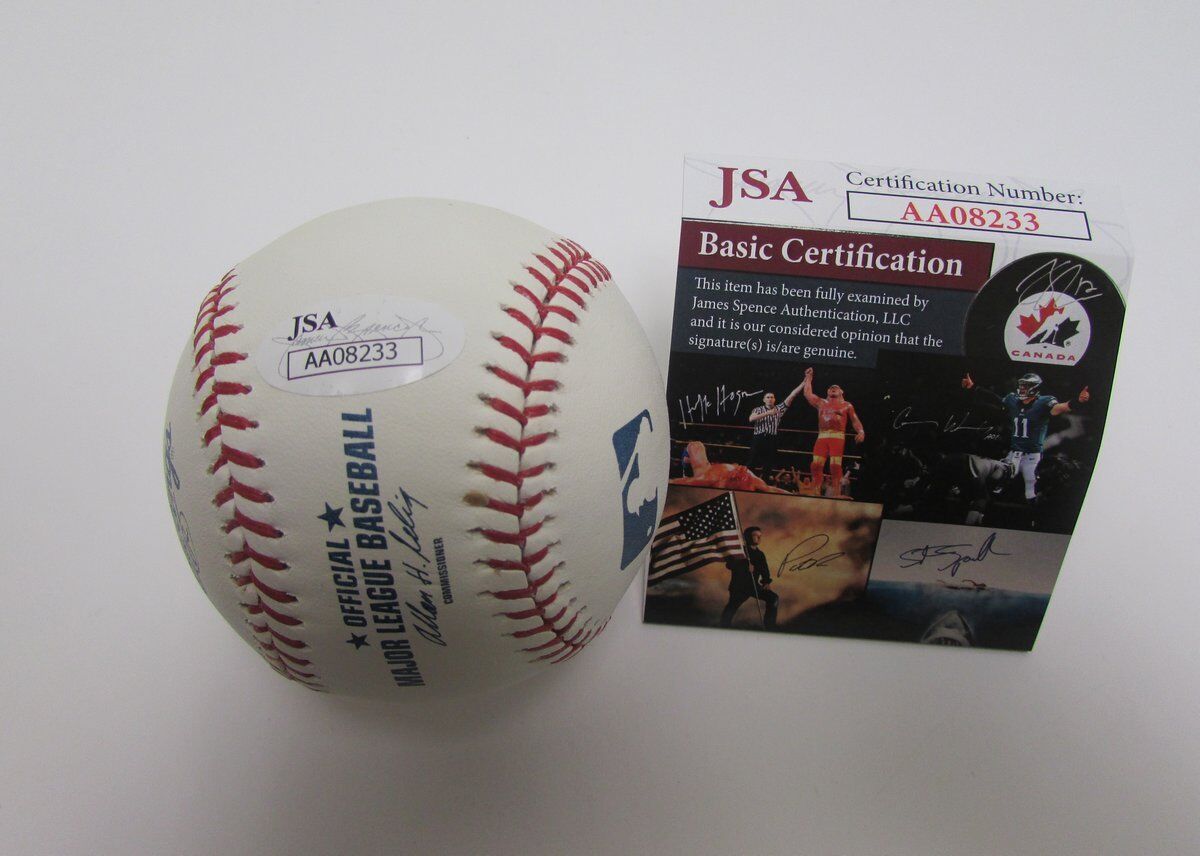 JSA
AA08233
★ OFFICIAL ★
MAJOR LEAGUE BASEBALL
Allan H. Selig
COMMISSIONER
JSA
Certification Number:
AA08233
Basic Certification
This item has been fully examined by
James Spence Authentication, LLC
and it is our considered opinion that the
signature(s) is/are genuine.
CANADA
11